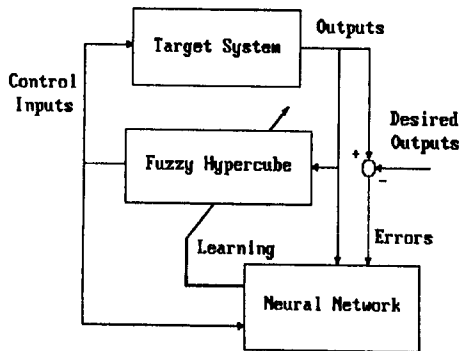 Outputs
Target System
Control
Inputs
Desired
Outputs
+
-
Fuzzy Hypercube
Learning
Errors
Neural Network